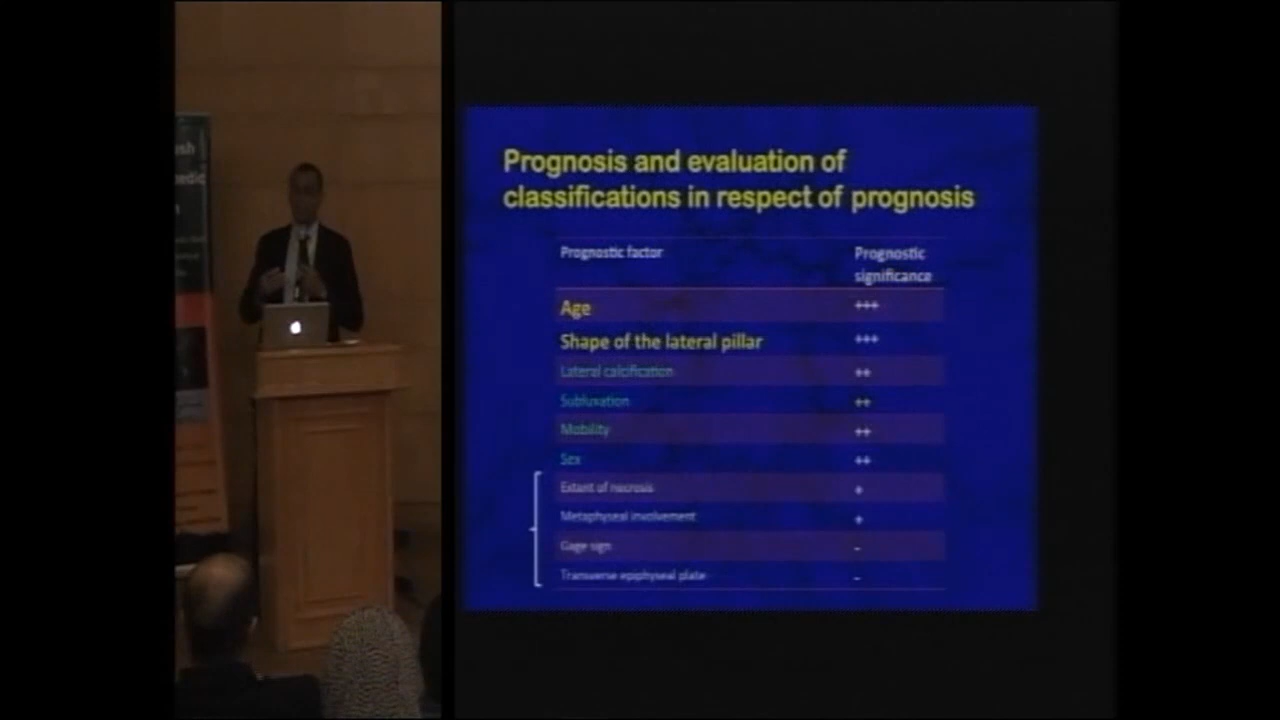 Prognosis and evaluation of
classifications in respect of prognosis
Prognostic factor
Prognostic
significance
Age +++
Shape of the lateral pillar +++
Lateral calcification ++
Subluxation ++
Mobility ++
Sex ++
Extent of necrosis +
Metaphyseal involvement +
Gage sign -
Transverse epiphyseal plate -